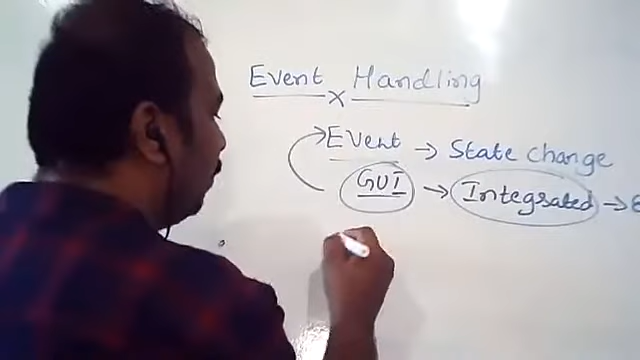 Event Handling
Event → State change
GUI → Integrated →